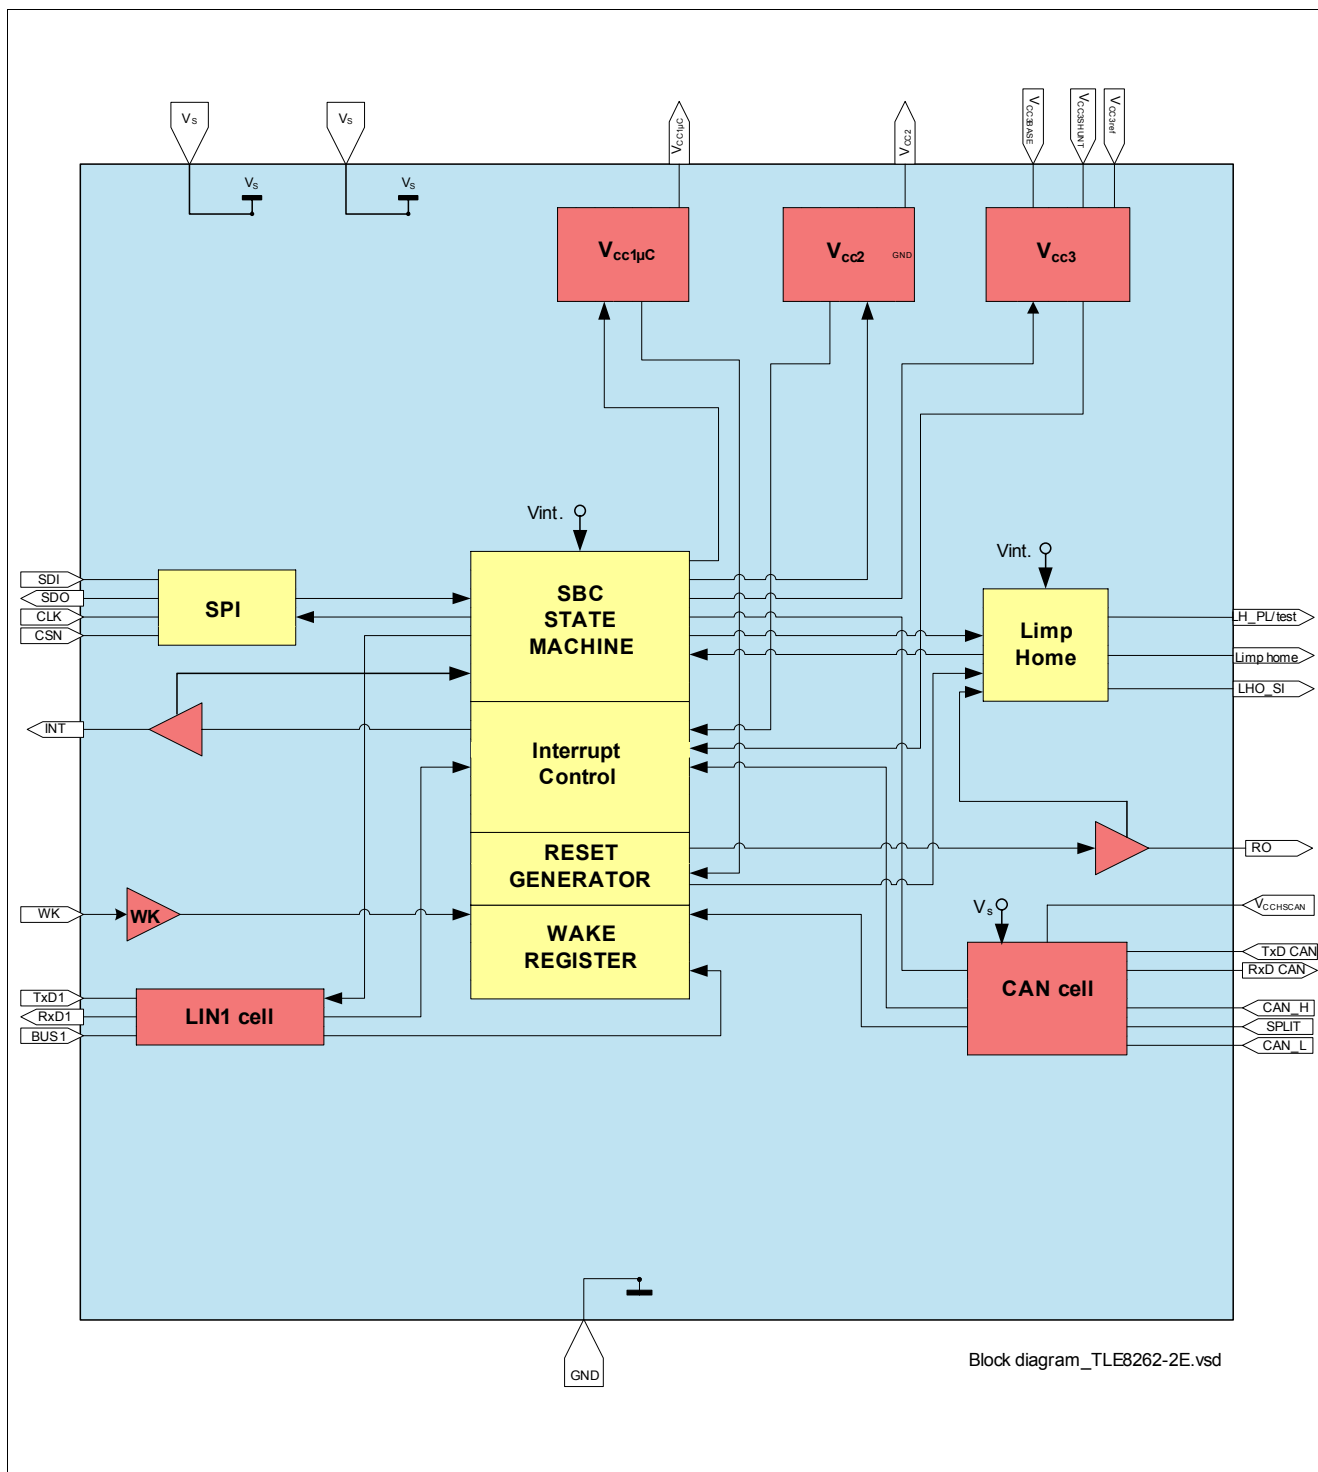 Vs
Vs
VCC1µC
VCC2
VCC3BASE
VCC3SHUNT
VCC3ref
Vs
Vs
Vcc1µC
Vcc2
GND
Vcc3
Vint.
Vint.
SDI
SDO
CLK
CSN
SPI
SBC
STATE
MACHINE
Limp
Home
LH_PL/test
Limp home
LHO_SI
INT
Interrupt
Control
RESET
GENERATOR
RO
WK
WK
WAKE
REGISTER
Vs
VCCHSCAN
TxD CAN
RxD CAN
CAN cell
CAN_H
SPLIT
CAN_L
TxD1
RxD1
BUS1
LIN1 cell
GND
Block diagram_TLE8262-2E.vsd